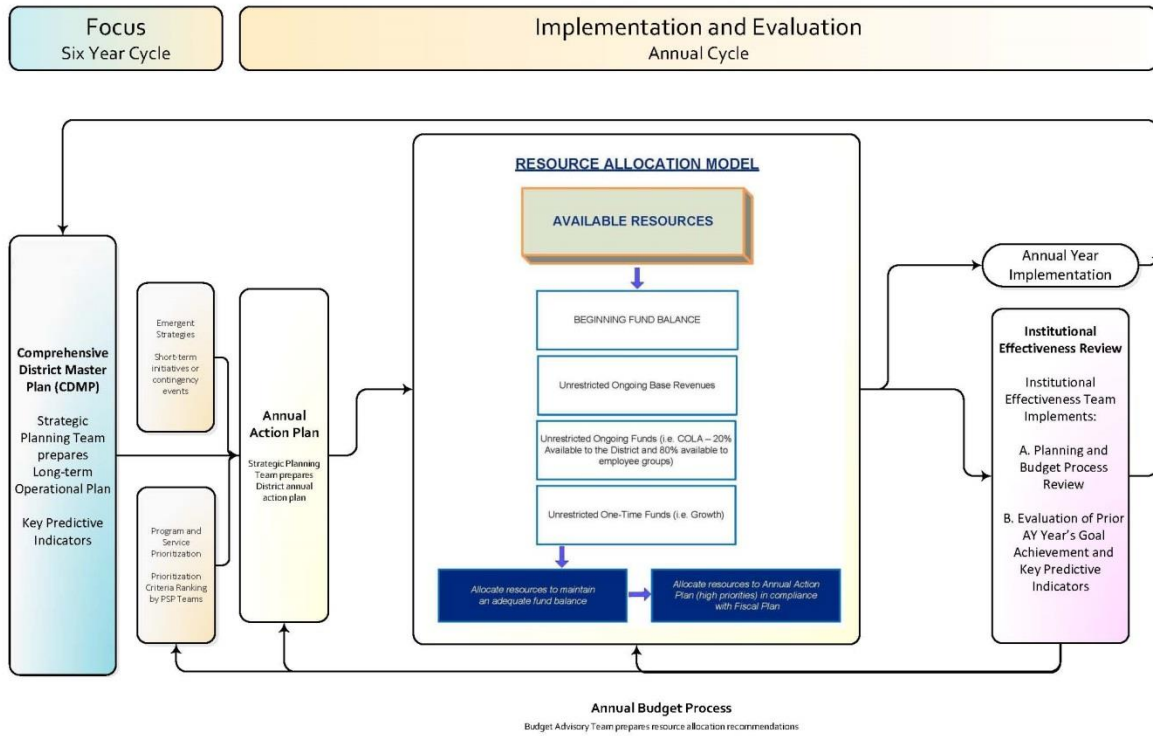 Focus
Six Year Cycle
Implementation and Evaluation
Annual Cycle
Comprehensive
District Master
Plan (CDMP)
Strategic
Planning Team
prepares
Long-term
Operational Plan
Key Predictive
Indicators
Emergent
Strategies
Short-term
initiatives or
contingency
events
Program and
Service
Prioritization
Prioritization
Criteria Ranking
by PSP Teams
Annual
Action Plan
Strategic Planning
Team prepares
District annual
action plan
RESOURCE ALLOCATION MODEL
AVAILABLE RESOURCES
BEGINNING FUND BALANCE
Unrestricted Ongoing Base Revenues
Unrestricted Ongoing Funds (i.e. COLA – 20%
Available to the District and 80% available to
employee groups)
Unrestricted One-Time Funds (i.e. Growth)
Allocate resources to maintain
an adequate fund balance
Allocate resources to Annual Action
Plan (high priorities) in compliance
with Fiscal Plan
Annual Year
Implementation
Institutional
Effectiveness Review
Institutional
Effectiveness Team
Implements:
A. Planning and
Budget Process
Review
B. Evaluation of Prior
AY Year's Goal
Achievement and
Key Predictive
Indicators
Annual Budget Process
Budget Advisory Team prepares resource allocation recommendations